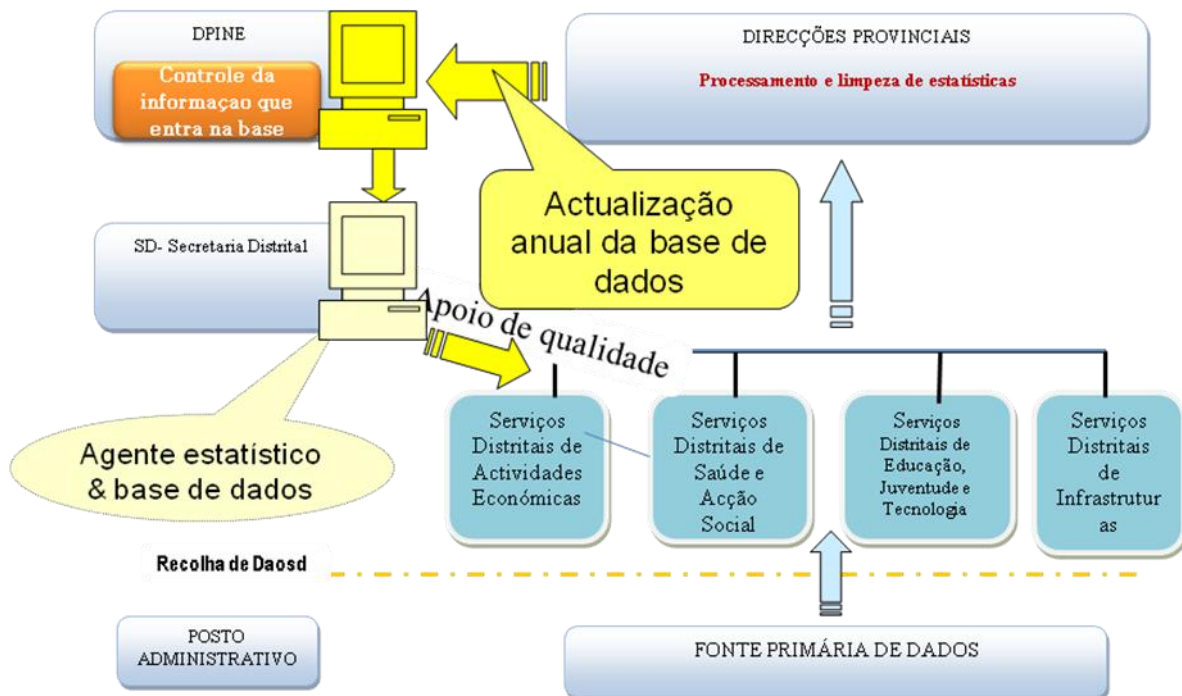 DPINE
Controle da
informaçao que
entra na base
DIRECÇÕES PROVINCIAIS
Processamento e limpeza de estatísticas
Actualização
anual da base de
dados
SD- Secretaria Distrital
Apoio de qualidade
Agente estatístico
& base de dados
Serviços
Distritais de
Actividades
Económicas
Serviços
Distritais de
Saúde e
Acção
Social
Serviços
Distritais de
Educação,
Juventude e
Tecnologia
Serviços
Distritais
de
Infrastrutur
as
Recolha de Daosd
POSTO
ADMINISTRATIVO
FONTE PRIMÁRIA DE DADOS